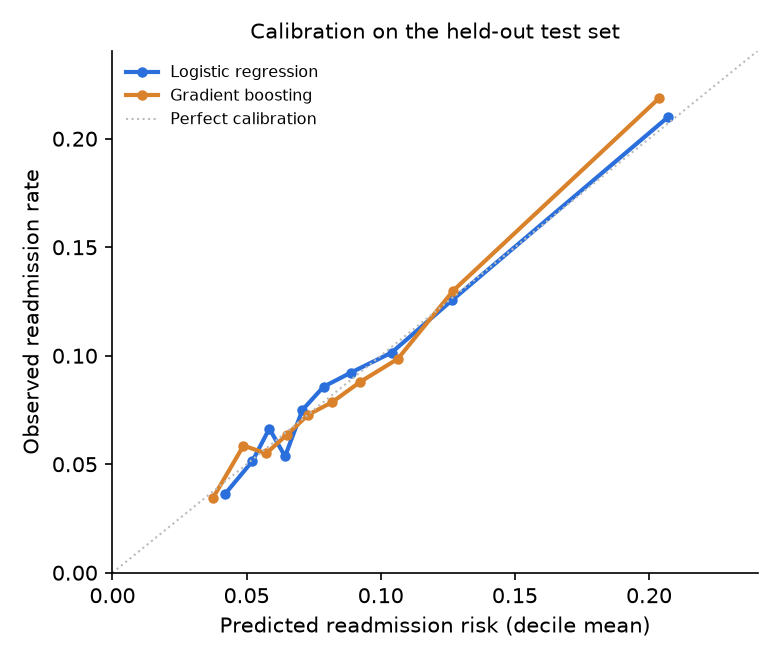 Calibration on the held-out test set
Logistic regression
Gradient boosting
Perfect calibration
Observed readmission rate
0.20
0.15
0.10
0.05
0.00
0.00 0.05 0.10 0.15 0.20
Predicted readmission risk (decile mean)